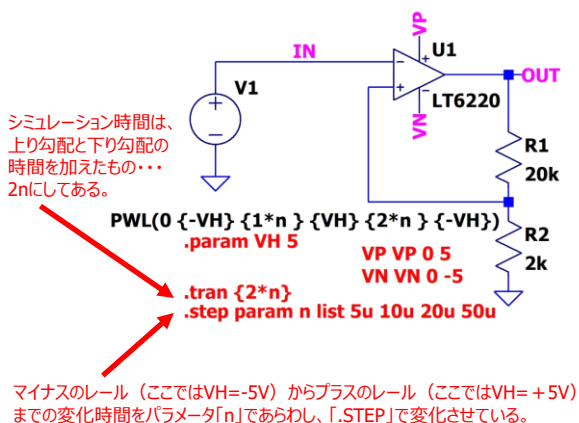 VP
IN
U1
V1
OUT
LT6220
VN
シミュレーション時間は、
上り勾配と下り勾配の
時間を加えたもの・・・
2nにしてある。
R1
20k
PWL(0 {-VH} {1*n } {VH} {2*n } {-VH})
.param VH 5
R2
2k
VP VP 0 5
VN VN 0 -5
.tran {2*n}
.step param n list 5u 10u 20u 50u
マイナスのレール（ここではVH=-5V）からプラスのレール（ここではVH=＋5V）
までの変化時間をパラメータ「n」であらわし、「.STEP」で変化させている。